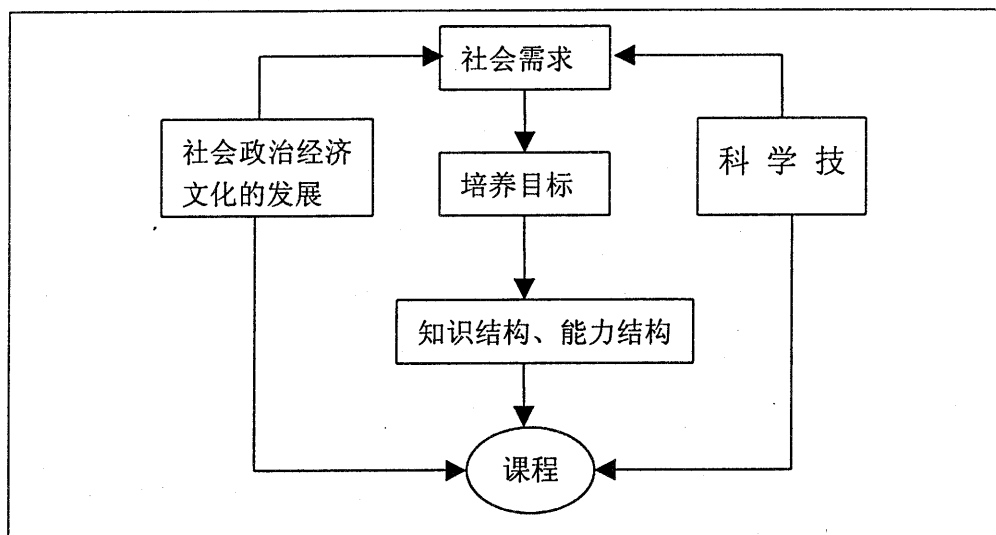 社会需求
社会政治经济
文化的发展
科 学 技
培养目标
知识结构、能力结构
课程